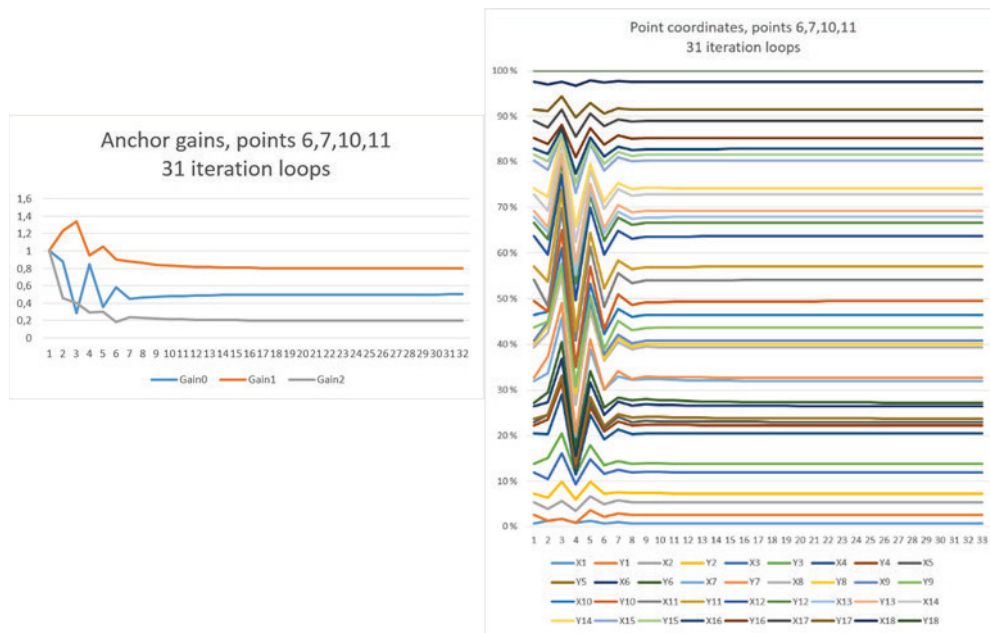 Anchor gains, points 6,7,10,11
31 iteration loops
1,6
1,4
1,2
1
0,8
0,6
0,4
0,2
0
1 2 3 4 5 6 7 8 9 10 11 12 13 14 15 16 17 18 19 20 21 22 23 24 25 26 27 28 29 30 31 32
Gain0 Gain1 Gain2
Point coordinates, points 6,7,10,11
31 iteration loops
100 %
90 %
80 %
70 %
60 %
50 %
40 %
30 %
20 %
10 %
0 %
1 2 3 4 5 6 7 8 9 10 11 12 13 14 15 16 17 18 19 20 21 22 23 24 25 26 27 28 29 30 31 32 33
X1 Y1 X2 Y2 X3 Y3 X4 Y4 X5
Y5 X6 Y6 X7 Y7 X8 Y8 X9 Y9
X10 Y10 X11 Y11 X12 Y12 X13 Y13 X14
Y14 X15 Y15 X16 Y16 X17 Y17 X18 Y18